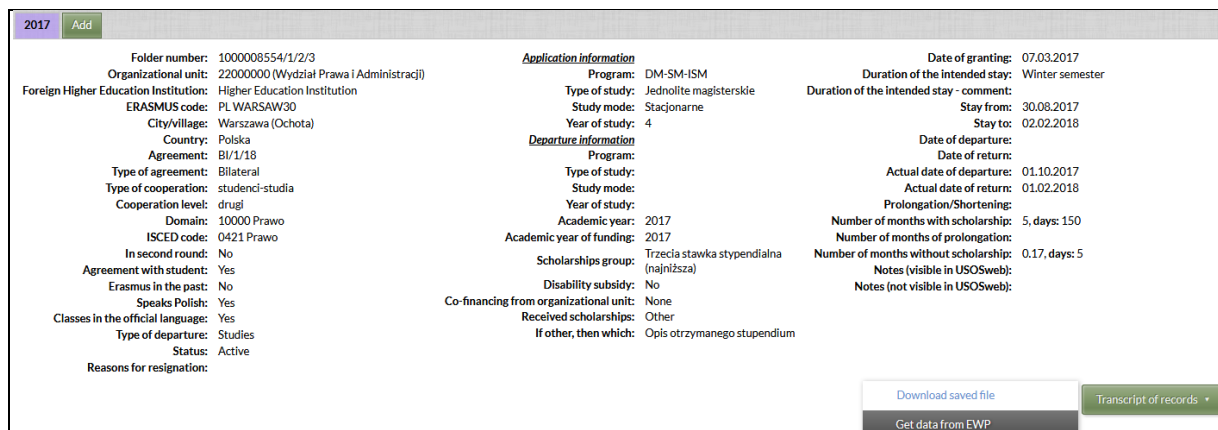 2017 Add
Folder number: 1000008554/1/2/3
Organizational unit: 22000000 (Wydział Prawa i Administracji)
Foreign Higher Education Institution: Higher Education Institution
ERASMUS code: PL WARSAW30
City/village: Warszawa (Ochota)
Country: Polska
Agreement: BI/1/18
Type of agreement: Bilateral
Type of cooperation: studenci-studia
Cooperation level: drugi
Domain: 10000 Prawo
ISCED code: 0421 Prawo
In second round: No
Agreement with student: Yes
Erasmus in the past: No
Speaks Polish: Yes
Classes in the official language: Yes
Type of departure: Studies
Status: Active
Reasons for resignation:
Application information
Program: DM-SM-ISM
Type of study: Jednolite magisterskie
Study mode: Stacjonarne
Year of study: 4
Departure information
Program:
Type of study:
Study mode:
Year of study:
Academic year: 2017
Academic year of funding: 2017
Scholarships group: Trzecia stawka stypendialna
(najniższa)
Disability subsidy: No
Co-financing from organizational unit: None
Received scholarships: Other
If other, then which: Opis otrzymanego stupendium
Date of granting: 07.03.2017
Duration of the intended stay: Winter semester
Duration of the intended stay - comment:
Stay from: 30.08.2017
Stay to: 02.02.2018
Date of departure:
Date of return:
Actual date of departure: 01.10.2017
Actual date of return: 01.02.2018
Prolongation/Shortening:
Number of months with scholarship: 5, days: 150
Number of months of prolongation:
Number of months without scholarship: 0.17, days: 5
Notes (visible in USOSweb):
Notes (not visible in USOSweb):
Download saved file
Transcript of records
Get data from EWP